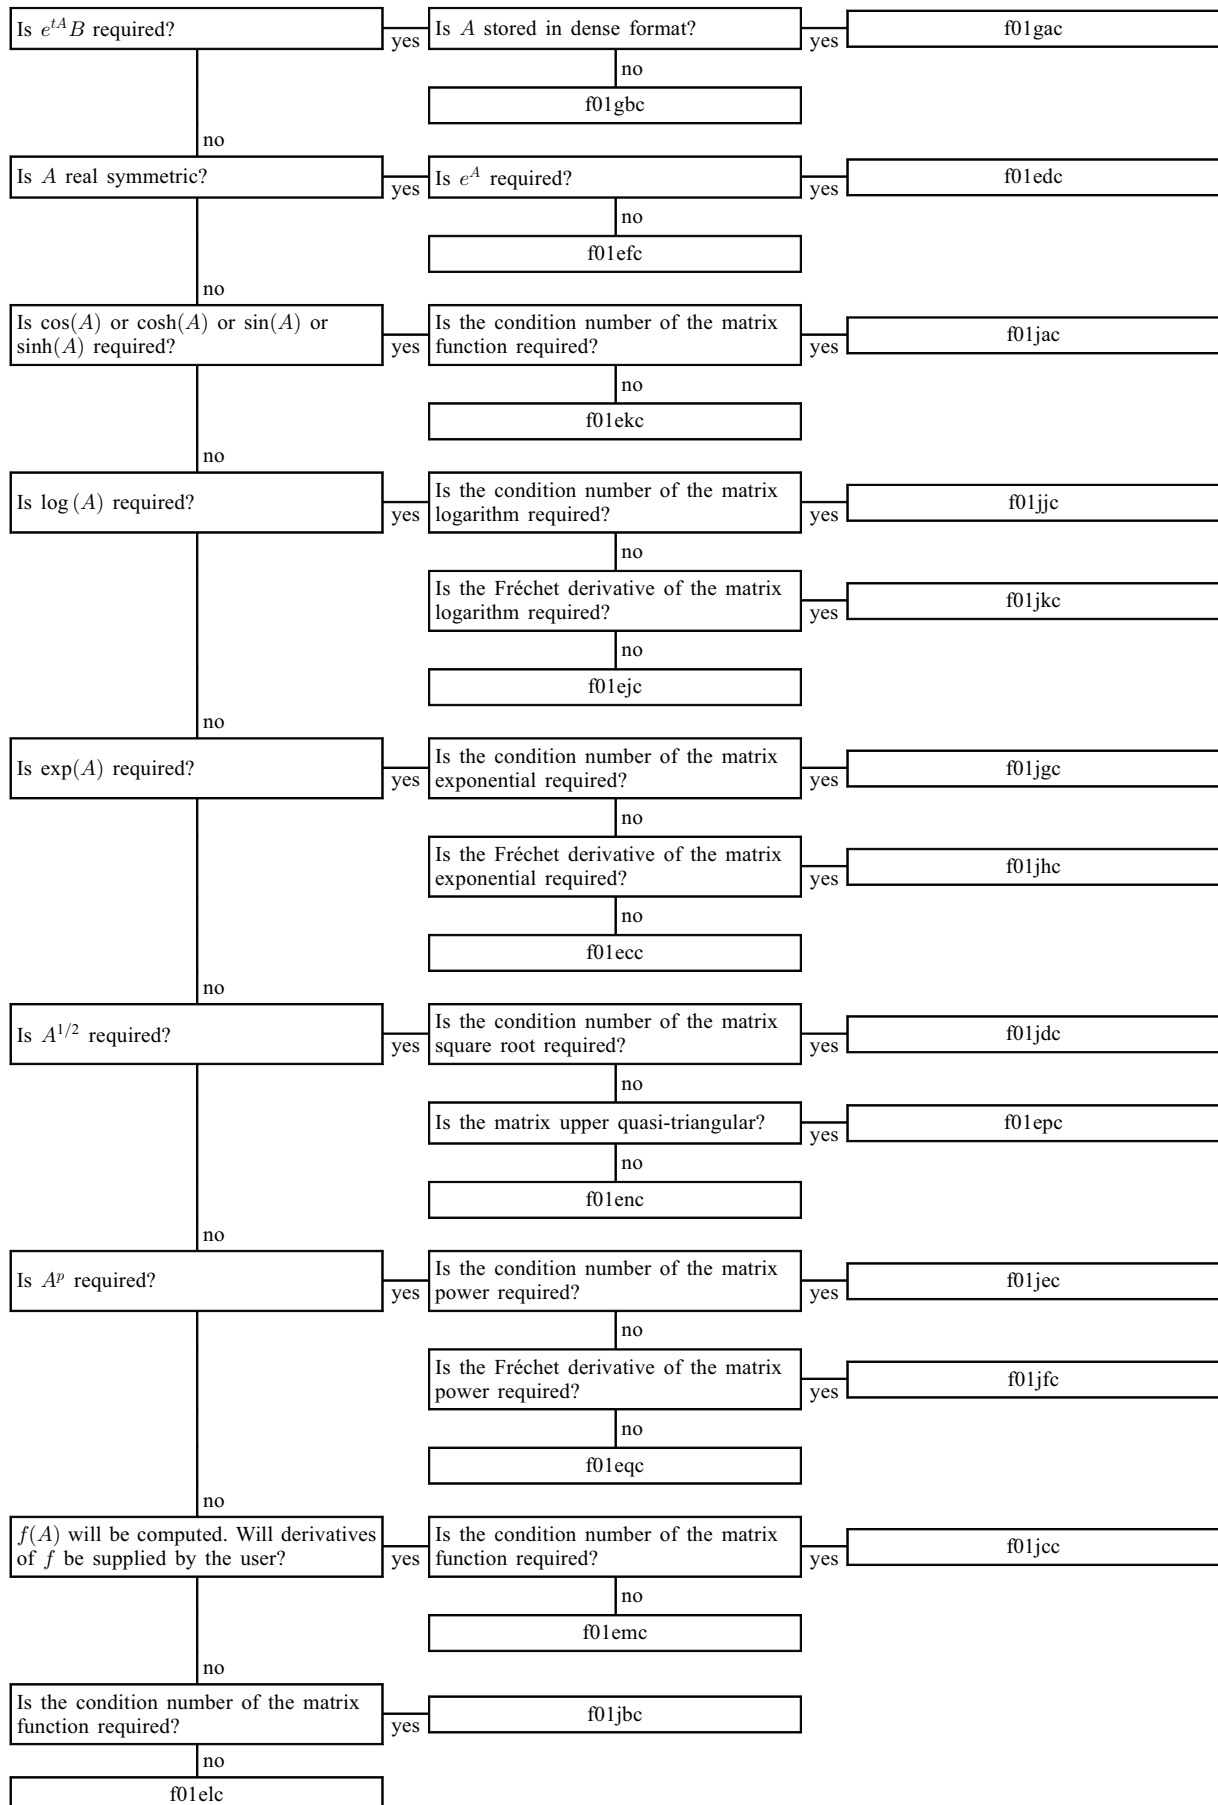 Is e^{tA}B required?
yes
Is A stored in dense format?
yes
f01gac
no
f01gbc
no
Is A real symmetric?
yes
Is e^A required?
yes
f01edc
no
f01efc
no
Is cos(A) or cosh(A) or sin(A) or
sinh(A) required?
yes
Is the condition number of the matrix
function required?
yes
f01jac
no
f01ekc
no
Is log (A) required?
yes
Is the condition number of the matrix
logarithm required?
yes
f01jjc
no
Is the Fréchet derivative of the matrix
logarithm required?
yes
f01jkc
no
f01ejc
no
Is exp(A) required?
yes
Is the condition number of the matrix
exponential required?
yes
f01jgc
no
Is the Fréchet derivative of the matrix
exponential required?
yes
f01jhc
no
f01ecc
no
Is A^{1/2} required?
yes
Is the condition number of the matrix
square root required?
yes
f01jdc
no
Is the matrix upper quasi-triangular?
yes
f01epc
no
f01enc
no
Is A^p required?
yes
Is the condition number of the matrix
power required?
yes
f01jec
no
Is the Fréchet derivative of the matrix
power required?
yes
f01jfc
no
f01eqc
no
f(A) will be computed. Will derivatives
of f be supplied by the user?
yes
Is the condition number of the matrix
function required?
yes
f01jcc
no
f01emc
no
Is the condition number of the matrix
function required?
yes
f01jbc
no
f01elc